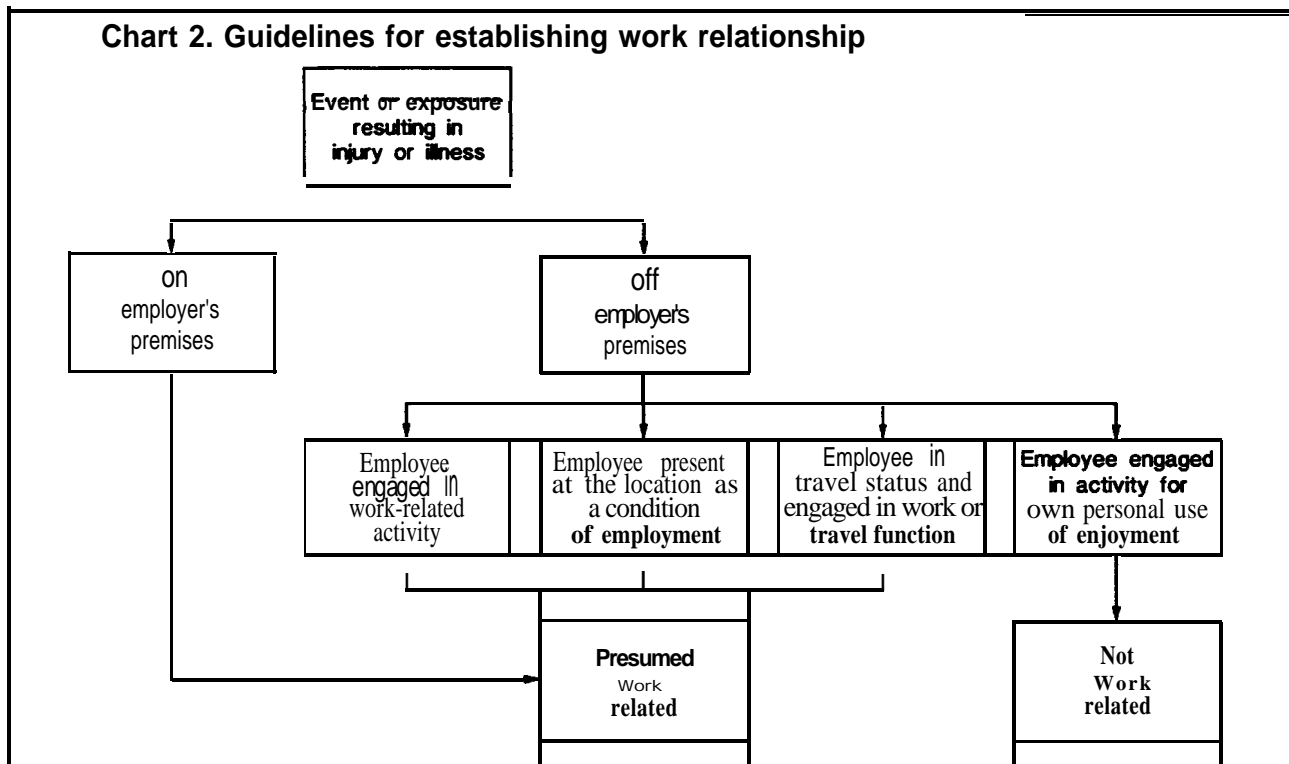 Chart 2. Guidelines for establishing work relationship
Event or exposure
resulting in
injury or illness
on
employer's
premises
off
employer's
premises
Employee
engaged in
work-related
activity
Employee present
at the location as
a condition
of employment
Employee in
travel status and
engaged in work or
travel function
Employee engaged
in activity for
own personal use
of enjoyment
Presumed
Work
related
Not
Work
related